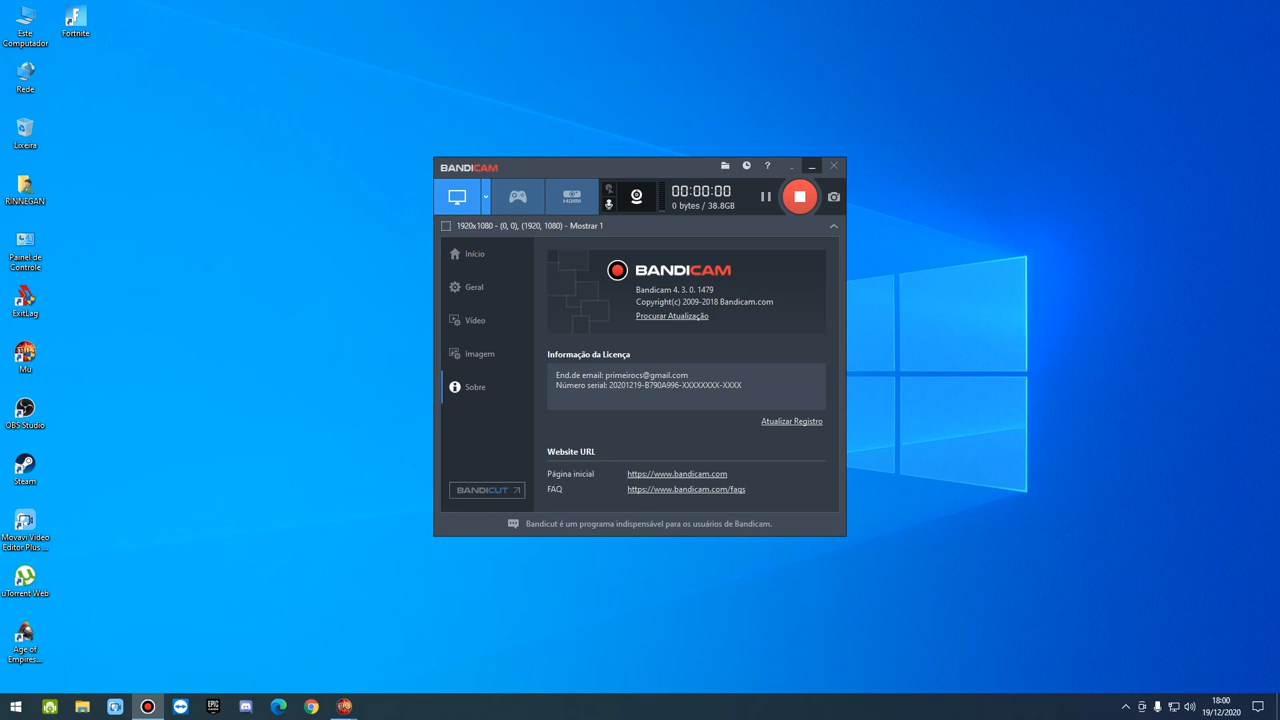 Este
Computador
Fortnite
Rede
Lixeira
RINNEGAN
Painel de
Controle
ExitLag
Mu
OBS Studio
Steam
Movavi Video
Editor Plus ...
uTorrent Web
Age of
Empires...
BANDICAM
?
HDMI
00:00:00
0 bytes / 38.8GB
1920x1080 - (0, 0), (1920, 1080) - Mostrar 1
Início
Geral
Vídeo
Imagem
Sobre
BANDICUT
BANDICAM
Bandicam 4. 3. 0. 1479
Copyright(c) 2009-2018 Bandicam.com
Procurar Atualização
Informação da Licença
End.de email: primeirocs@gmail.com
Número serial: 20201219-B790A996-XXXXXXXX-XXXX
Atualizar Registro
Website URL
Página inicial https://www.bandicam.com
FAQ https://www.bandicam.com/faqs
Bandicut é um programa indispensável para os usuários de Bandicam.
EPIC
18:00
19/12/2020